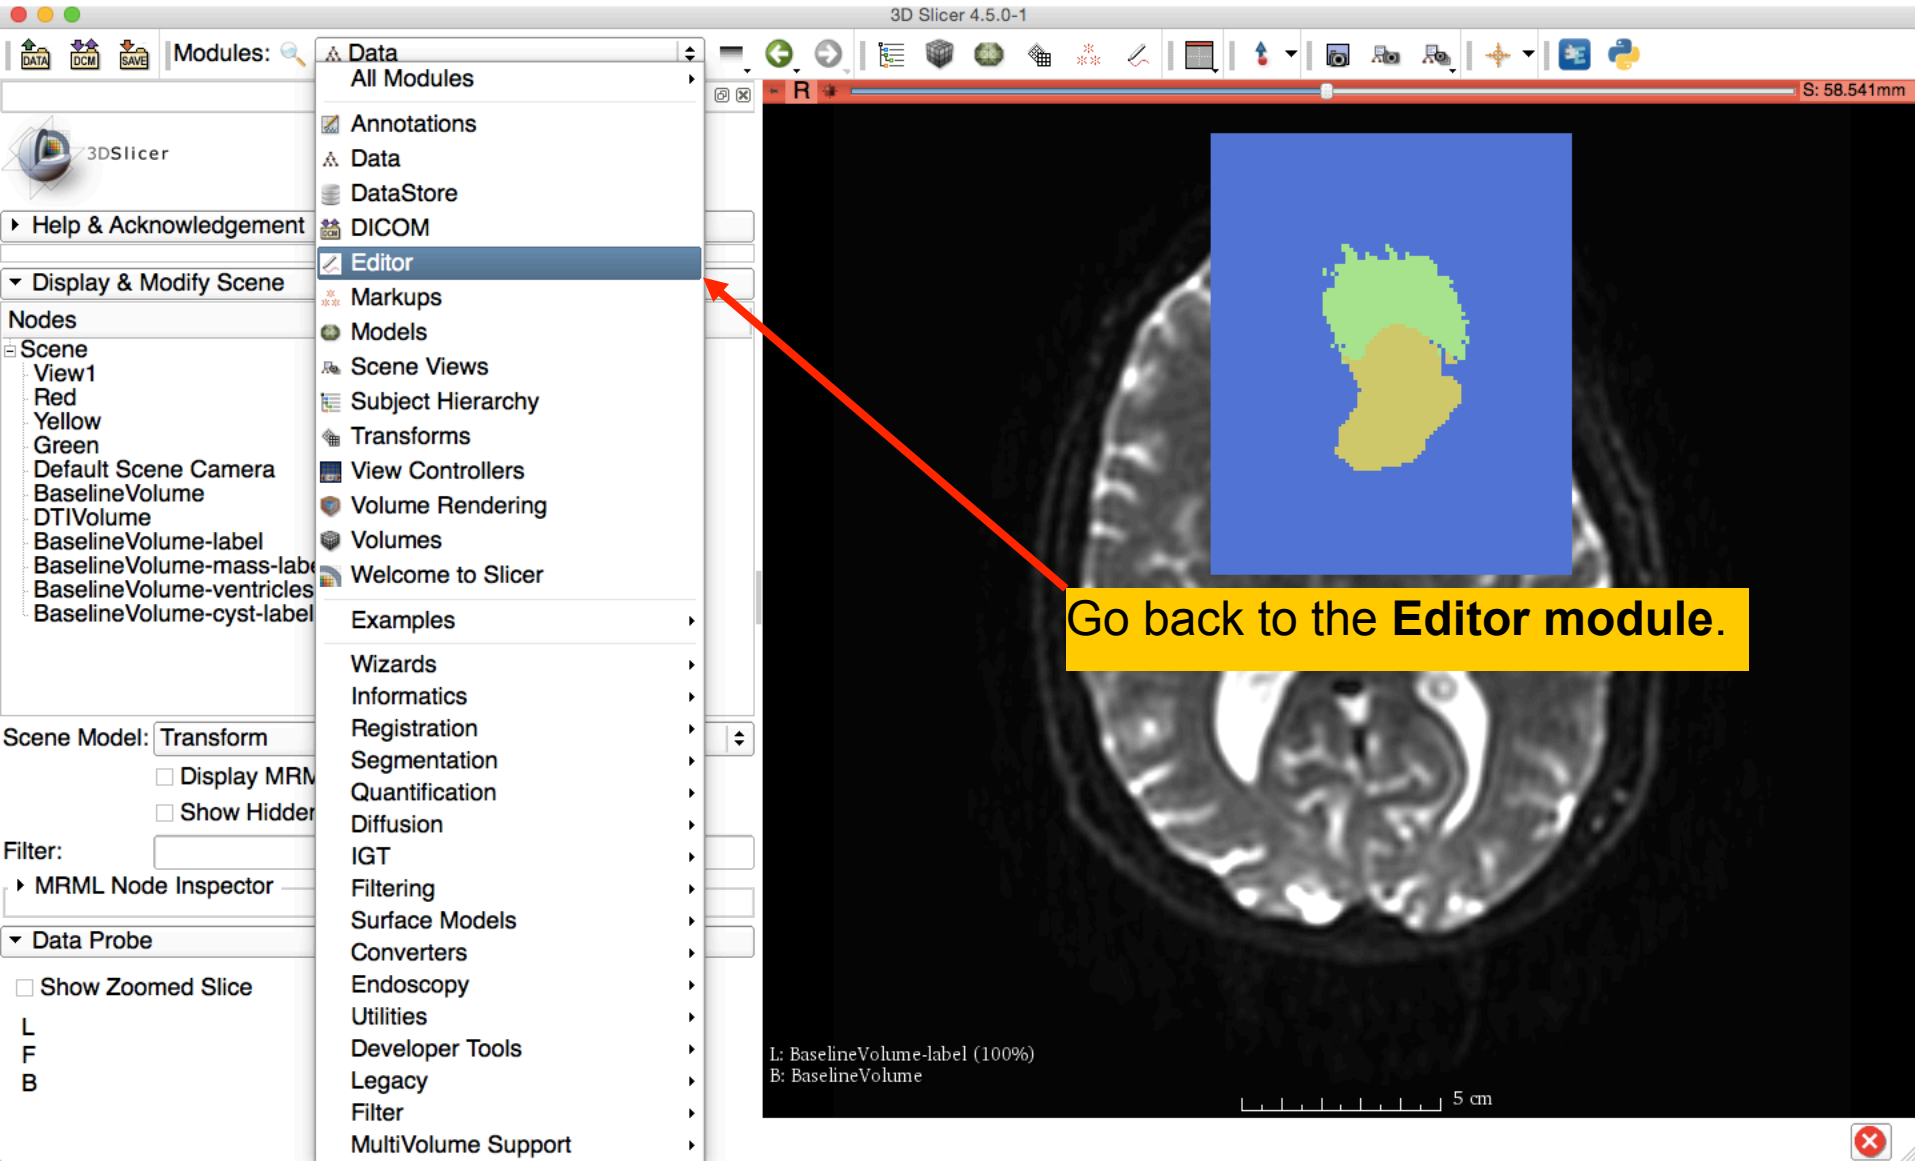 3D Slicer 4.5.0-1
DATA
DCM
SAVE
Modules:
Data
R
S: 58.541mm
3DSlicer
Help & Acknowledgement
Display & Modify Scene
Nodes
Scene
View1
Red
Yellow
Green
Default Scene Camera
BaselineVolume
DTIVolume
BaselineVolume-label
BaselineVolume-mass-labe
BaselineVolume-ventricles
BaselineVolume-cyst-label
Scene Model: Transform
Display MRM
Show Hidden
Filter:
MRML Node Inspector
Data Probe
Show Zoomed Slice
L
F
B
All Modules
Annotations
Data
DataStore
DCM
DICOM
Editor
Markups
Models
Scene Views
Subject Hierarchy
Transforms
View Controllers
Volume Rendering
Volumes
Welcome to Slicer
Examples
Wizards
Informatics
Registration
Segmentation
Quantification
Diffusion
IGT
Filtering
Surface Models
Converters
Endoscopy
Utilities
Developer Tools
Legacy
Filter
MultiVolume Support
Go back to the Editor module.
L: BaselineVolume-label (100%)
B: BaselineVolume
5 cm